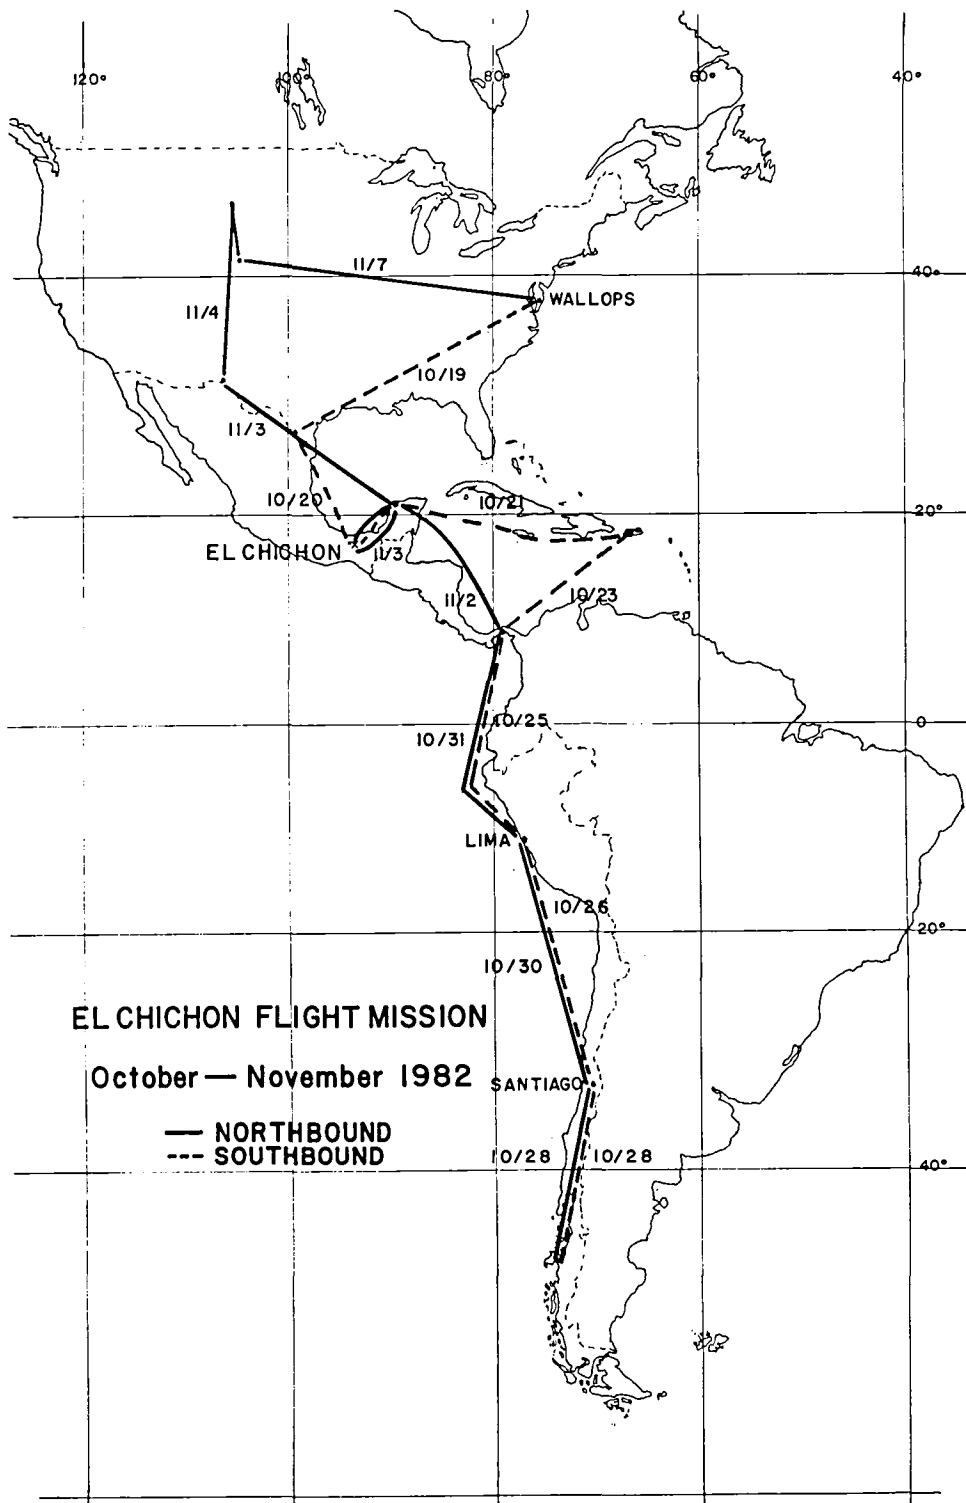 120° 100° 80° 60° 40°
11/7
40°
WALLOPS
11/4
10/19
11/3
10/20
10/21
20°
EL CHICHON
11/3
11/2
10/23
10/25
0
10/31
LIMA
10/26
20°
10/30
EL CHICHON FLIGHT MISSION
October — November 1982
SANTIAGO
NORTHBOUND
SOUTHBOUND
10/28
10/28
40°